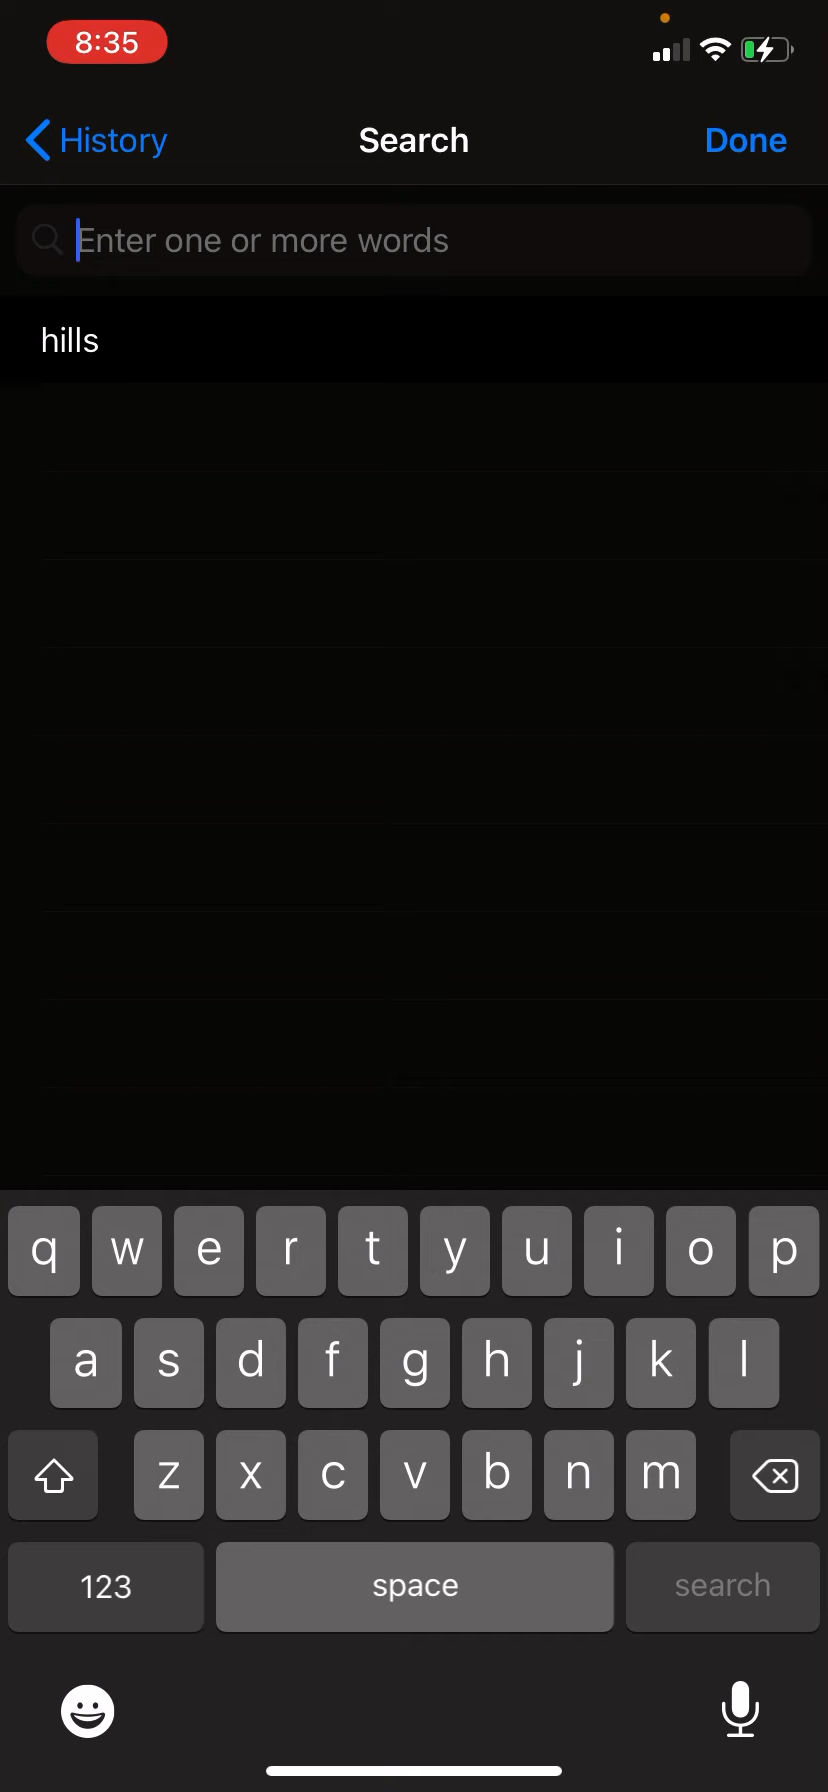 8:35
History
Search
Done
Enter one or more words
hills
q w e r t y u i o p
a s d f g h j k l
z x c v b n m
123
space
search